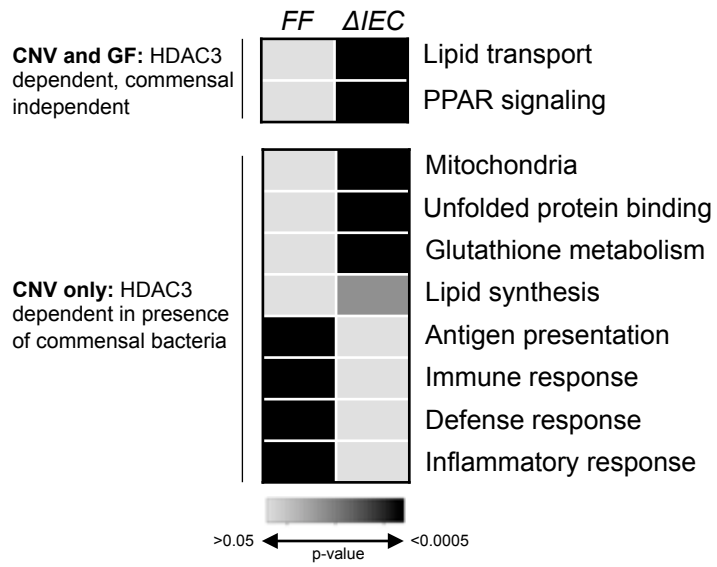 FF ΔIEC
CNV and GF: HDAC3
dependent, commensal
independent
Lipid transport
PPAR signaling
CNV only: HDAC3
dependent in presence
of commensal bacteria
Mitochondria
Unfolded protein binding
Glutathione metabolism
Lipid synthesis
Antigen presentation
Immune response
Defense response
Inflammatory response
>0.05 <0.0005
p-value